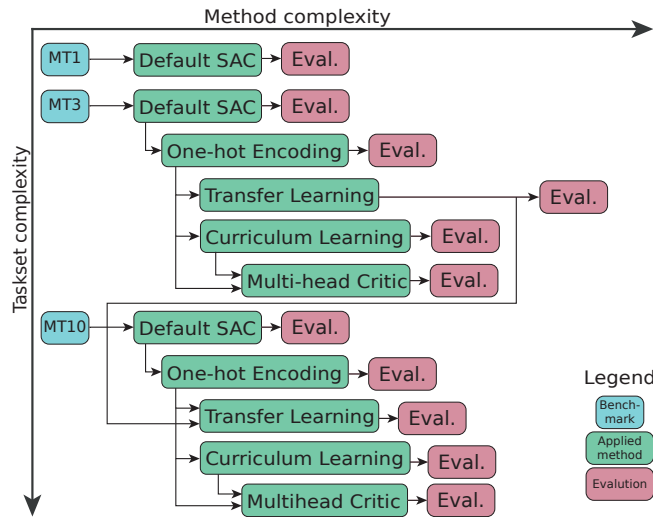 Method complexity
Taskset complexity
MT1
Default SAC
Eval.
MT3
Default SAC
Eval.
One-hot Encoding
Eval.
Transfer Learning
Eval.
Curriculum Learning
Eval.
Multi-head Critic
Eval.
MT10
Default SAC
Eval.
One-hot Encoding
Eval.
Transfer Learning
Eval.
Curriculum Learning
Eval.
Multihead Critic
Eval.
Legend
Bench-
mark
Applied
method
Evalution